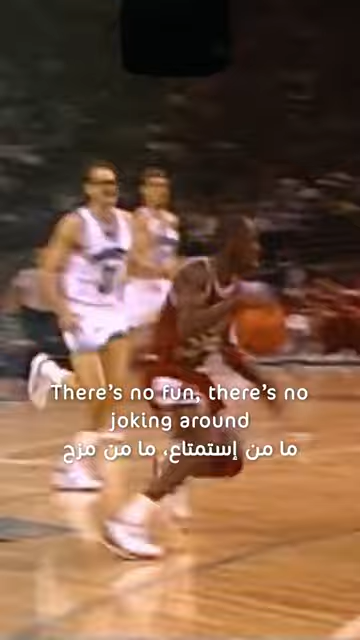 There's no fun, there's no
joking around
ما من إستمتاع، ما من مزح